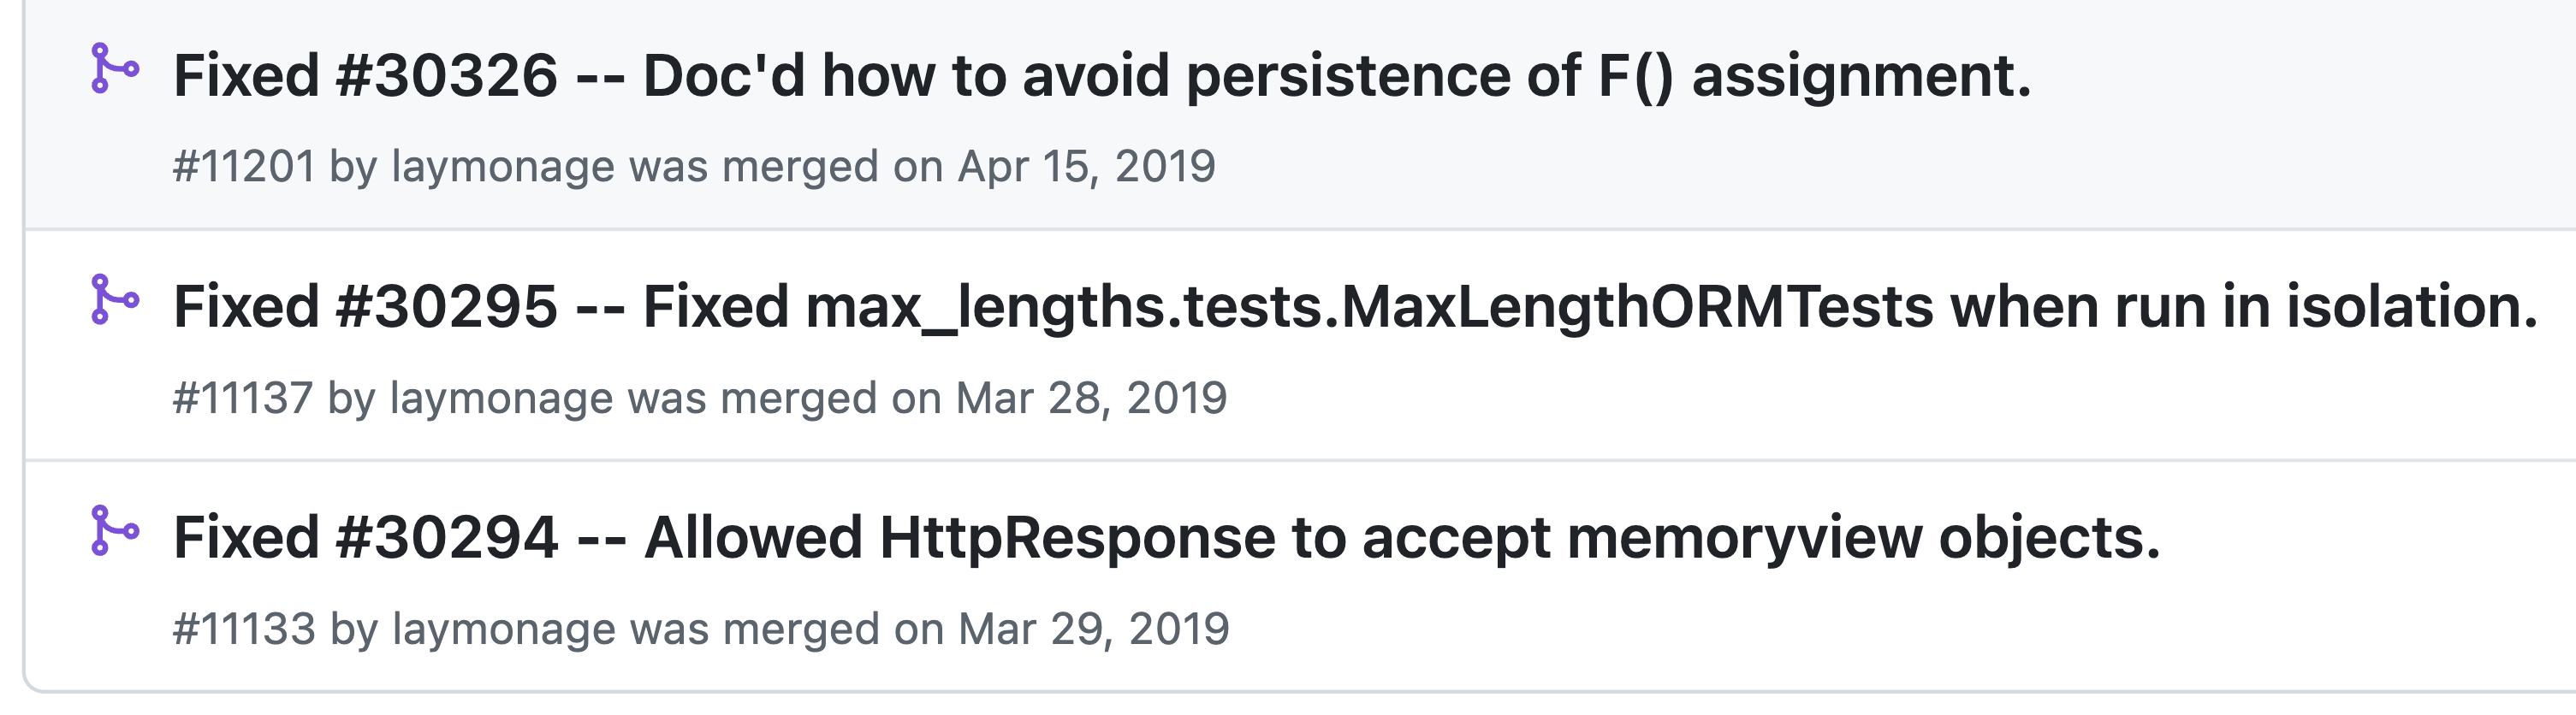 Fixed #30326 -- Doc'd how to avoid persistence of F() assignment.
#11201 by laymonage was merged on Apr 15, 2019
Fixed #30295 -- Fixed max_lengths.tests.MaxLengthORMTests when run in isolation.
#11137 by laymonage was merged on Mar 28, 2019
Fixed #30294 -- Allowed HttpResponse to accept memoryview objects.
#11133 by laymonage was merged on Mar 29, 2019